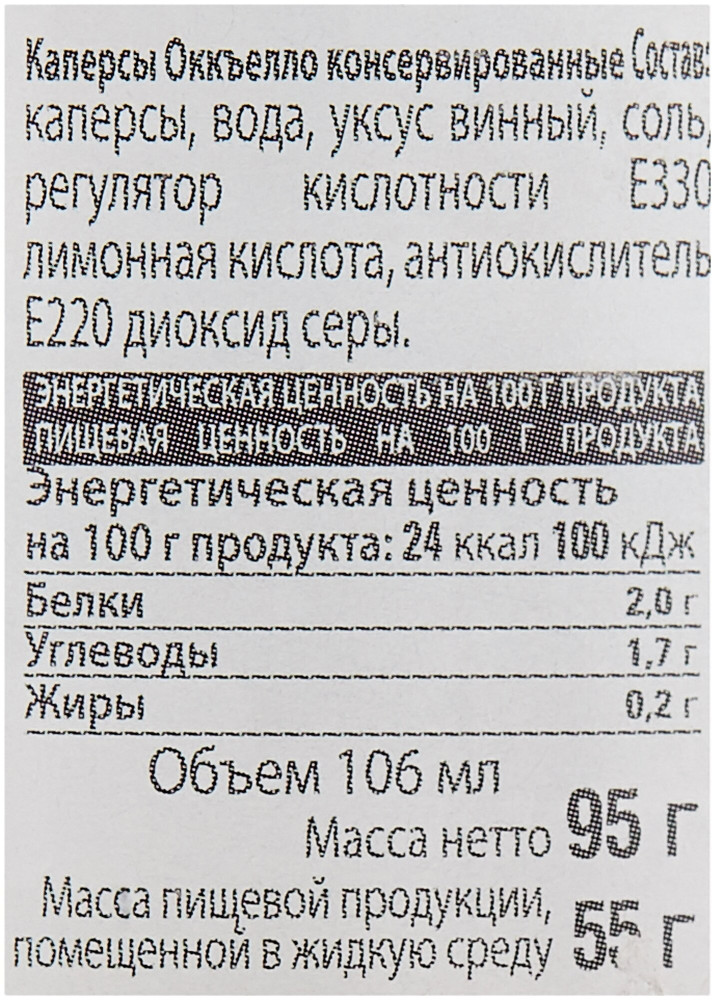 Каперсы Оккъелло консервированные Состав:
каперсы, вода, уксус винный, соль,
регулятор кислотности Е330
лимонная кислота, антиокислитель
Е220 диоксид серы.
ЭНЕРГЕТИЧЕСКАЯ ЦЕННОСТЬ НА 100 Г ПРОДУКТА
ПИЩЕВАЯ ЦЕННОСТЬ НА 100 Г ПРОДУКТА
Энергетическая ценность
на 100 г продукта: 24 ккал 100 кДж
Белки 2,0 г
Углеводы 1,7 г
Жиры 0,2 г
Объем 106 мл
Масса нетто 95 г
Масса пищевой продукции,
помещенной в жидкую среду 55 г